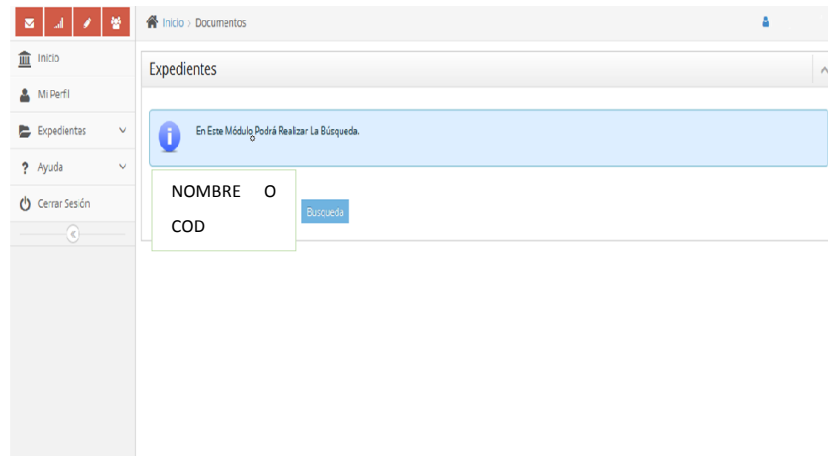 Inicio > Documentos
Inicio
Mi Perfil
Expedientes
Ayuda
Cerrar Sesión
Expedientes
En Este Módulo Podrá Realizar La Búsqueda.
NOMBRE O
COD
Busqueda